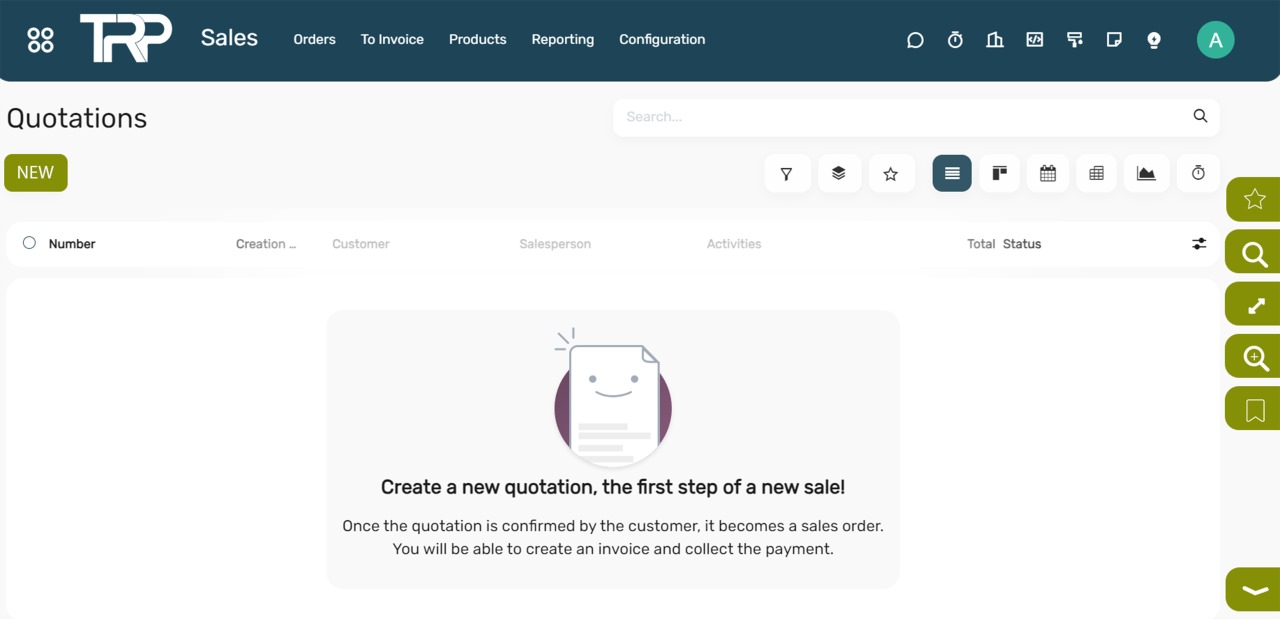 TRP Sales Orders To Invoice Products Reporting Configuration A
Quotations Search...
NEW
Number Creation ... Customer Salesperson Activities Total Status
Create a new quotation, the first step of a new sale!
Once the quotation is confirmed by the customer, it becomes a sales order.
You will be able to create an invoice and collect the payment.